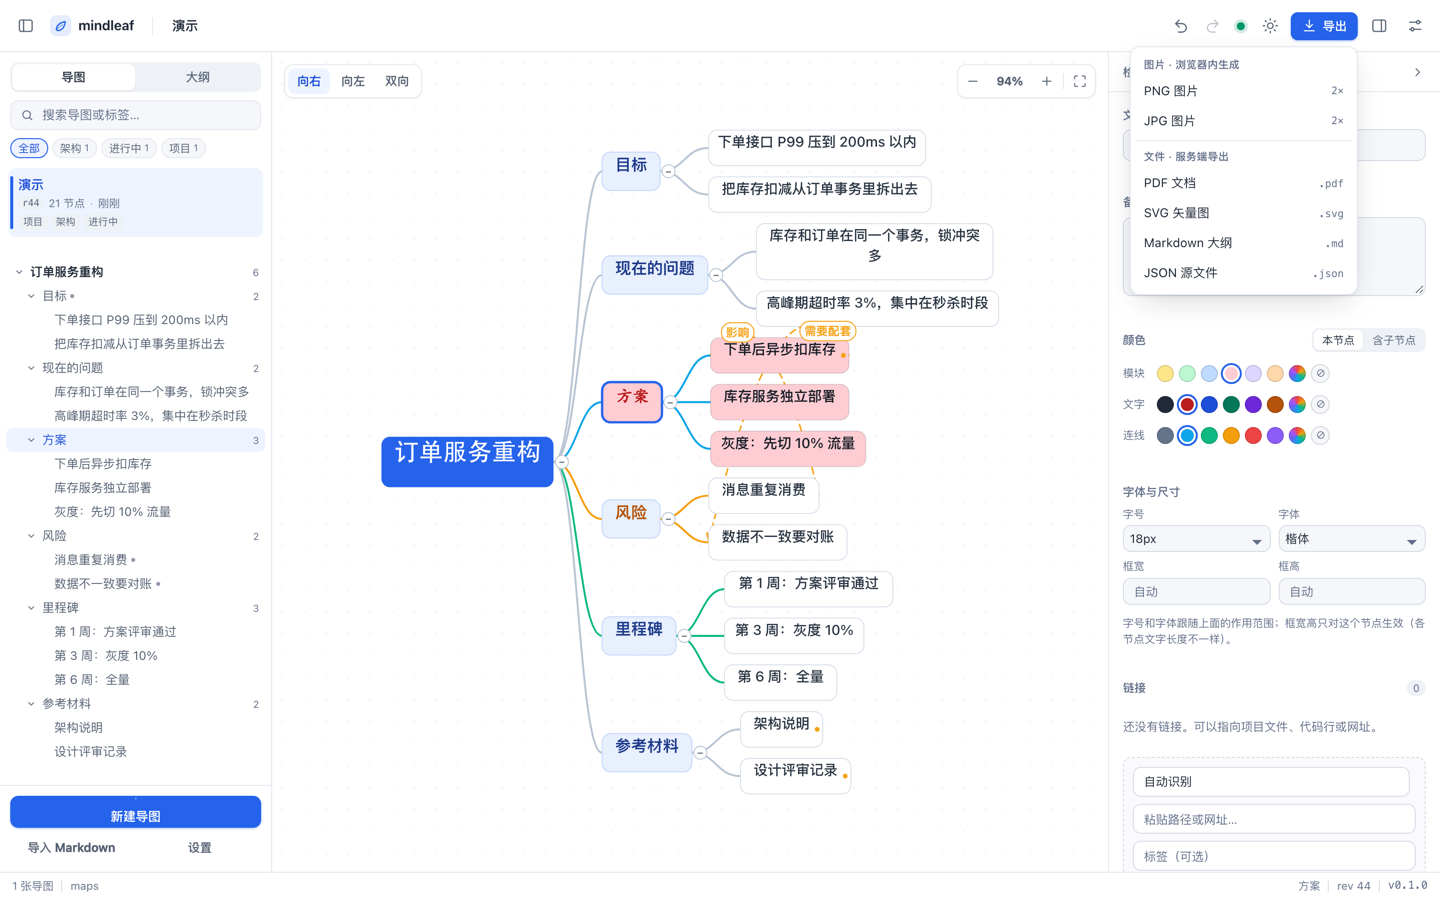 mindleaf
演示
导出
导图
大纲
搜索导图或标签...
全部
架构 1
进行中 1
项目 1
演示
r44 21 节点 · 刚刚
项目 架构 进行中
订单服务重构 6
目标 2
下单接口 P99 压到 200ms 以内
把库存扣减从订单事务里拆出去
现在的问题 2
库存和订单在同一个事务，锁冲突多
高峰期超时率 3%，集中在秒杀时段
方案 3
下单后异步扣库存
库存服务独立部署
灰度：先切 10% 流量
风险 2
消息重复消费
数据不一致要对账
里程碑 3
第 1 周：方案评审通过
第 3 周：灰度 10%
第 6 周：全量
参考材料 2
架构说明
设计评审记录
新建导图
导入 Markdown
设置
1 张导图
maps
向右
向左
双向
94%
订单服务重构
目标
下单接口 P99 压到 200ms 以内
把库存扣减从订单事务里拆出去
现在的问题
库存和订单在同一个事务，锁冲突
多
高峰期超时率 3%，集中在秒杀时段
影响
需要配套
方案
下单后异步扣库存
库存服务独立部署
灰度：先切 10% 流量
风险
消息重复消费
数据不一致要对账
里程碑
第 1 周：方案评审通过
第 3 周：灰度 10%
第 6 周：全量
参考材料
架构说明
设计评审记录
图片 · 浏览器内生成
PNG 图片 2×
JPG 图片 2×
文件 · 服务端导出
PDF 文档 .pdf
SVG 矢量图 .svg
Markdown 大纲 .md
JSON 源文件 .json
颜色
本节点
含子节点
模块
文字
连线
字体与尺寸
字号
字体
18px
楷体
框宽
框高
自动
自动
字号和字体跟随上面的作用范围；框宽高只对这个节点生效（各
节点文字长度不一样）。
链接 0
还没有链接。可以指向项目文件、代码行或网址。
自动识别
粘贴路径或网址...
标签（可选）
方案
rev 44
v0.1.0